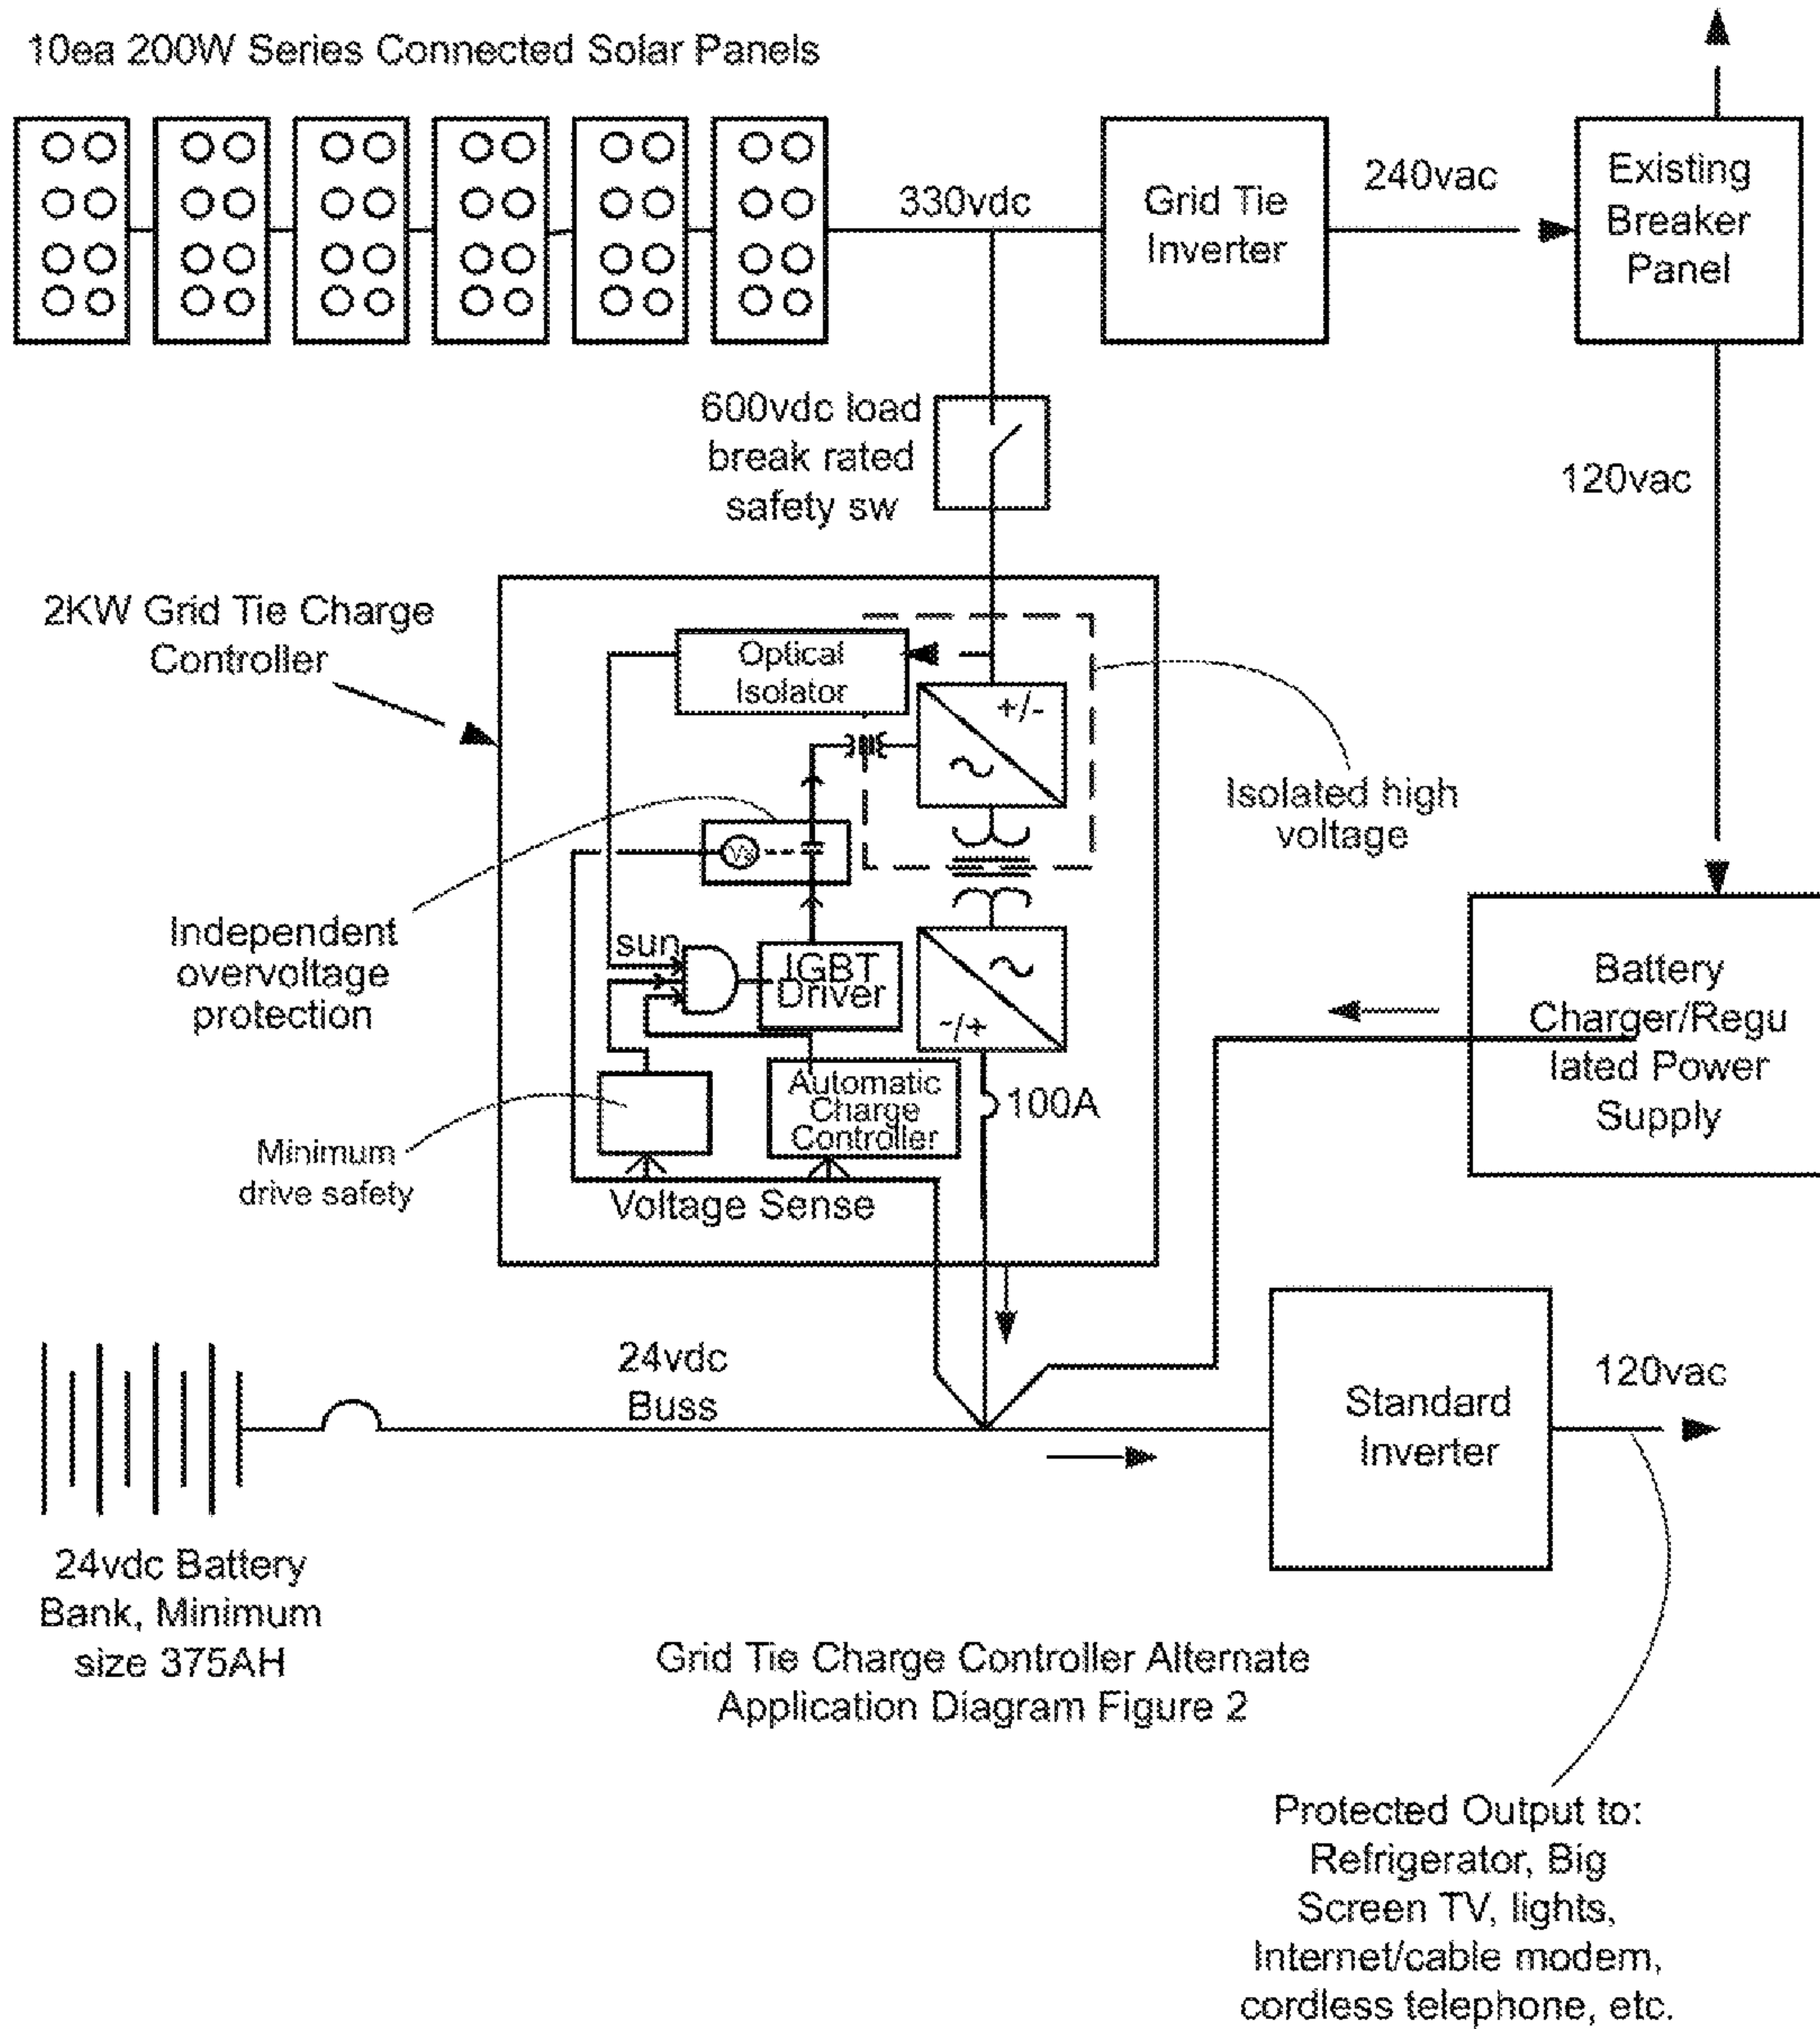 10ea 200W Series Connected Solar Panels
330vdc
Grid Tie
Inverter
240vac
Existing
Breaker
Panel
600vdc load
break rated
safety sw
120vac
2KW Grid Tie Charge
Controller
Optical
Isolator
+/-
Isolated high
voltage
Independent
overvoltage
protection
sun
IGBT
Driver
-/+
Battery
Charger/Regu
lated Power
Supply
Automatic
Charge
Controller
100A
Minimum
drive safety
Voltage Sense
24vdc
Buss
Standard
Inverter
120vac
24vdc Battery
Bank, Minimum
size 375AH
Grid Tie Charge Controller Alternate
Application Diagram Figure 2
Protected Output to:
Refrigerator, Big
Screen TV, lights,
Internet/cable modem,
cordless telephone, etc.